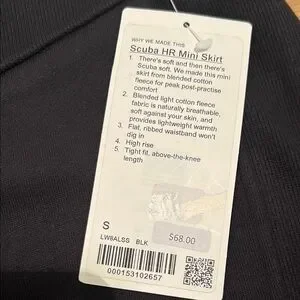 WHY WE MADE THIS
Scuba HR Mini Skirt
1. There's soft and then there's
Scuba soft. We made this mini
skirt from blended cotton
fleece for peak post-practise
comfort
2. Blended light cotton fleece
fabric is naturally breathable,
soft against your skin, and
provides lightweight warmth
3. Flat, ribbed waistband won't
dig in
4. High rise
5. Tight fit, above-the-knee
length
S
$68.00
LW8ALSS BLK
000153102657